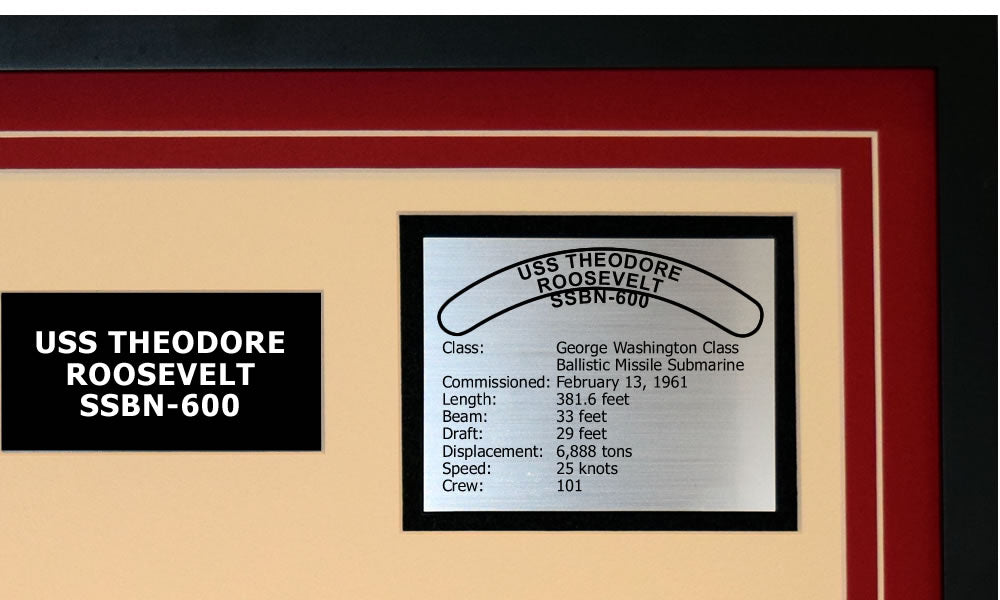 USS THEODORE
ROOSEVELT
SSBN-600
USS THEODORE
ROOSEVELT
SSBN-600
Class: George Washington Class
Ballistic Missile Submarine
Commissioned: February 13, 1961
Length: 381.6 feet
Beam: 33 feet
Draft: 29 feet
Displacement: 6,888 tons
Speed: 25 knots
Crew: 101